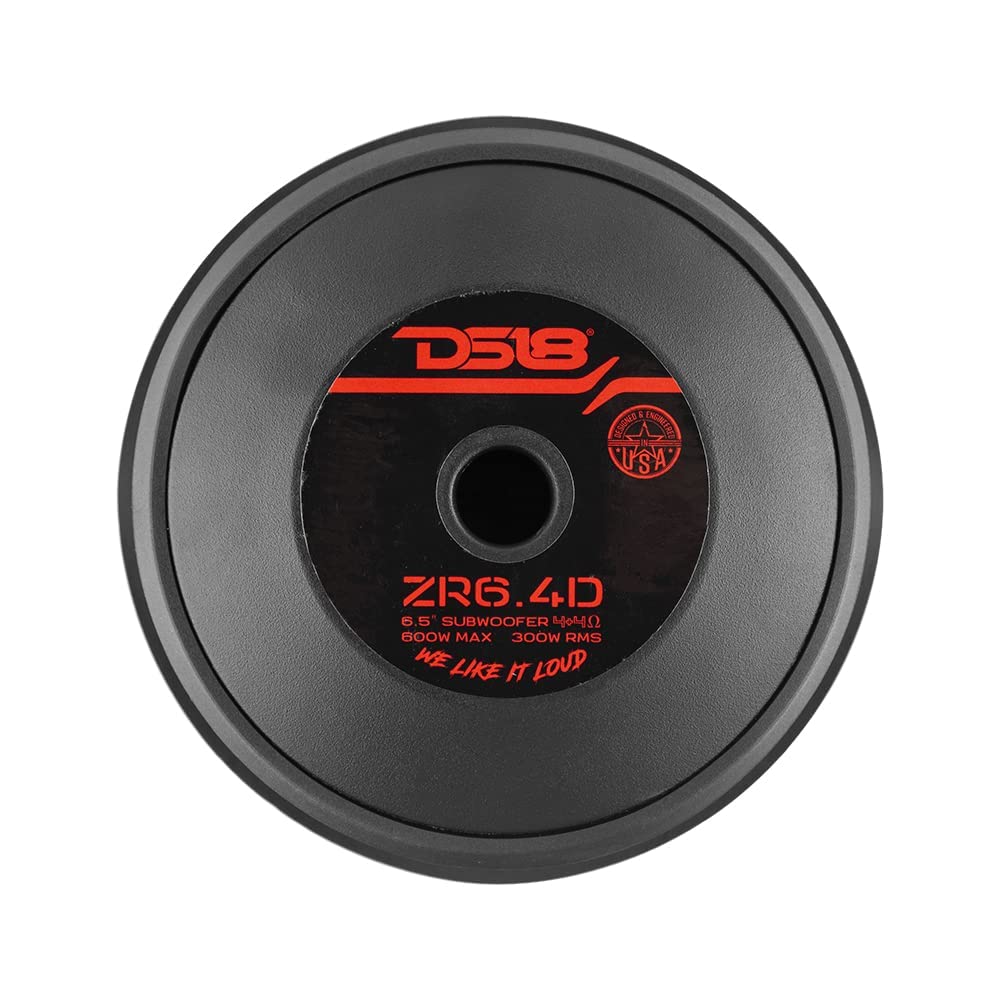 DS18®
DESIGNED & ENGINEERED
IN
USA
ZR6.4D
6.5" SUBWOOFER 4+4Ω
600W MAX 300W RMS
WE LIKE IT LOUD